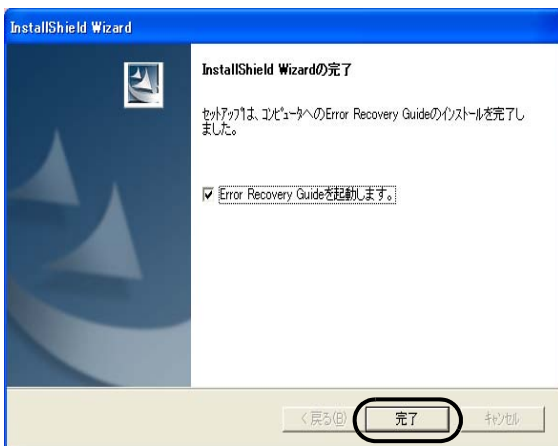 InstallShield Wizard
InstallShield Wizardの完了
セットアップは、コンピュータへのError Recovery Guideのインストールを完了し
ました。
Error Recovery Guideを起動します。
< 戻る(B)
完了
キャンセル